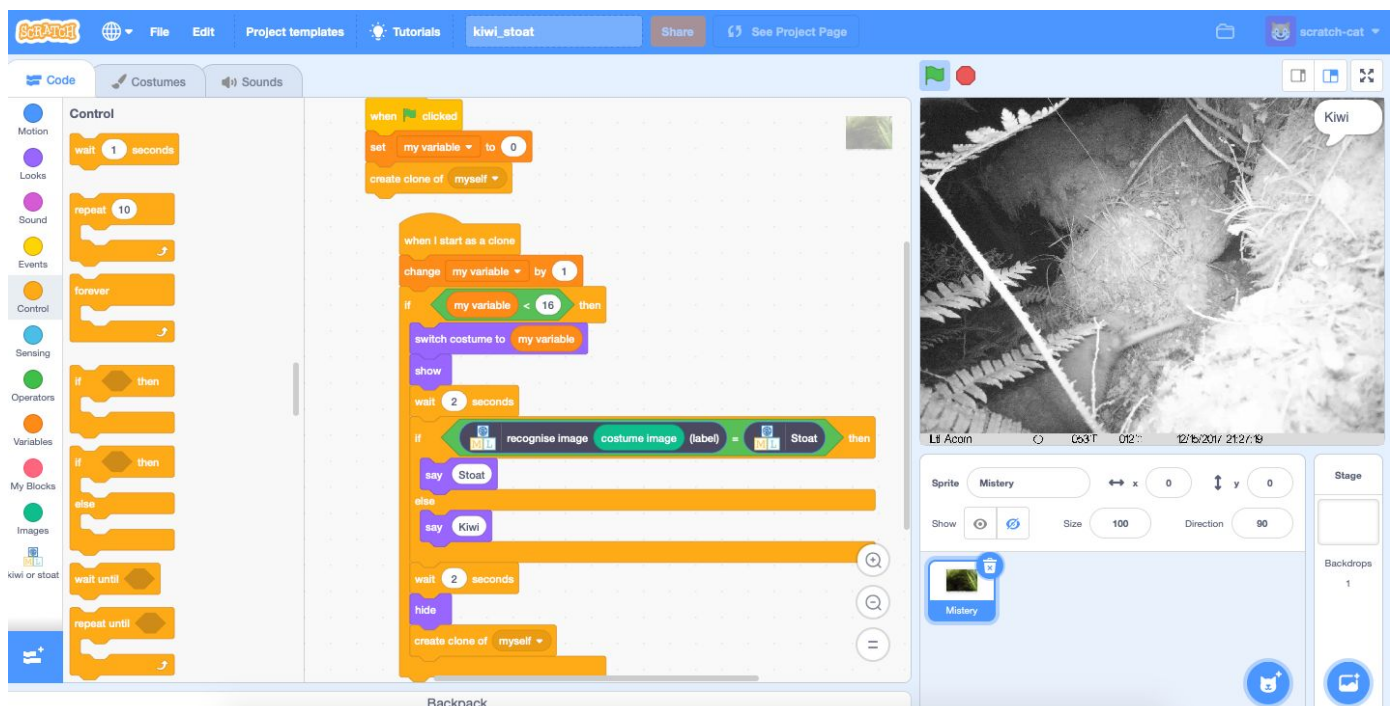 SCRATCH File Edit Project templates Tutorials kiwi_stoat Share See Project Page scratch-cat
Code Costumes Sounds
Motion
Looks
Sound
Events
Control
Sensing
Operators
Variables
My Blocks
Images
kiwi or stoat
Control
wait 1 seconds
repeat 10
forever
if then
if then
else
wait until
repeat until
when clicked
set my variable to 0
create clone of myself
when I start as a clone
change my variable by 1
if my variable < 16 then
switch costume to my variable
show
wait 2 seconds
if ML recognise image costume image (label) = ML Stoat then
say Stoat
else
say Kiwi
wait 2 seconds
hide
create clone of myself
=
Backpack
Kiwi
Ltl Acorn 12/15/2017 21:27:19
Sprite Mistery x 0 y 0
Show Size 100 Direction 90
Mistery
Stage
Backdrops
1